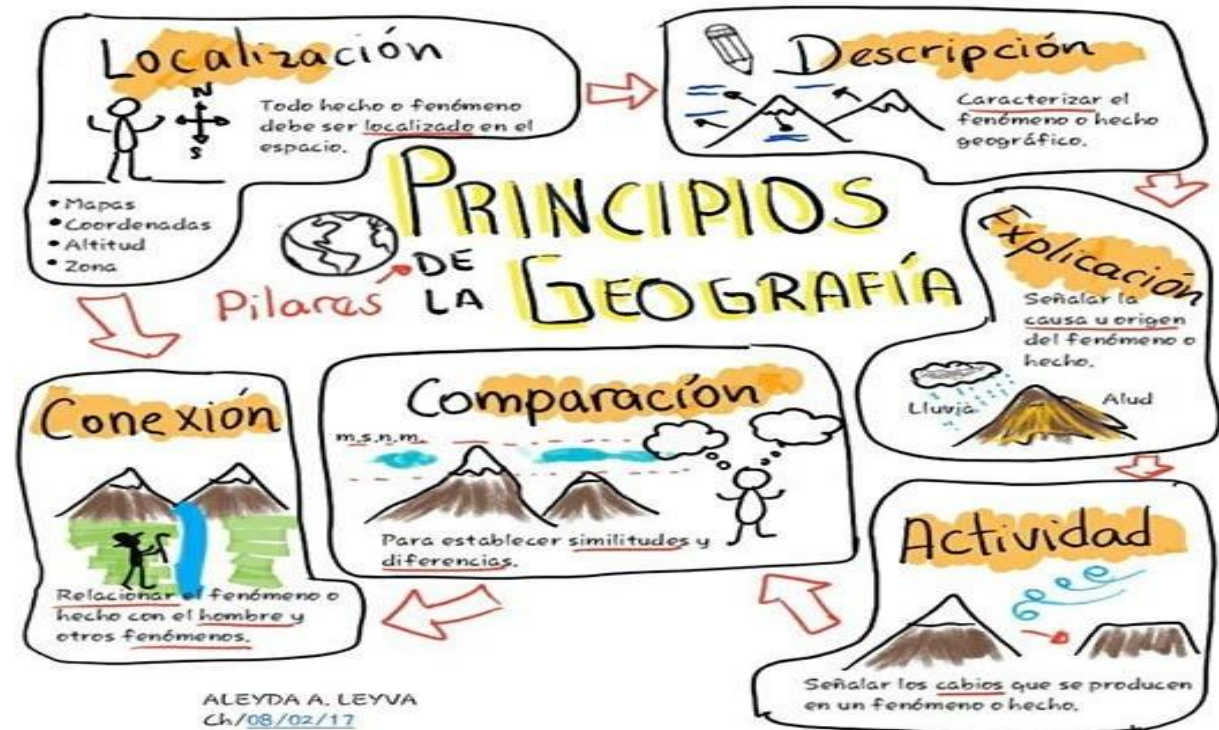 Localización
N
S
Todo hecho o fenómeno
debe ser localizado en el
espacio.
• Mapas
• Coordenadas
• Altitud
• Zona
Descripción
Caracterizar el
fenómeno o hecho
geográfico.
PRINCIPIOS
DE
LA GEOGRAFÍA
Pilares
Explicación
Señalar la
causa u origen
del fenómeno o
hecho.
Lluvia
Alud
Actividad
Señalar los cabios que se producen
en un fenómeno o hecho.
Comparación
m.s.n.m.
Para establecer similitudes y
diferencias.
Conexión
Relacionar el fenómeno o
hecho con el hombre y
otros fenómenos.
ALEYDA A. LEYVA
Ch/08/02/17